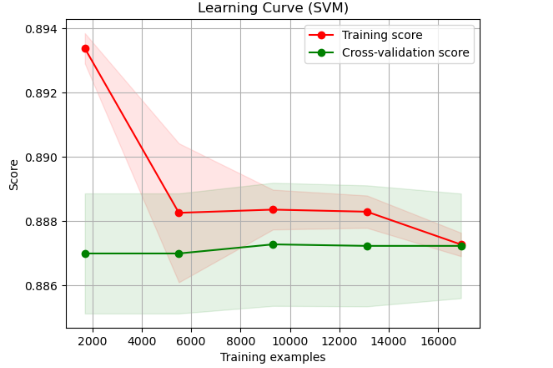 Learning Curve (SVM)
Training score
Cross-validation score
0.894
0.892
0.890
0.888
0.886
Score
2000 4000 6000 8000 10000 12000 14000 16000
Training examples